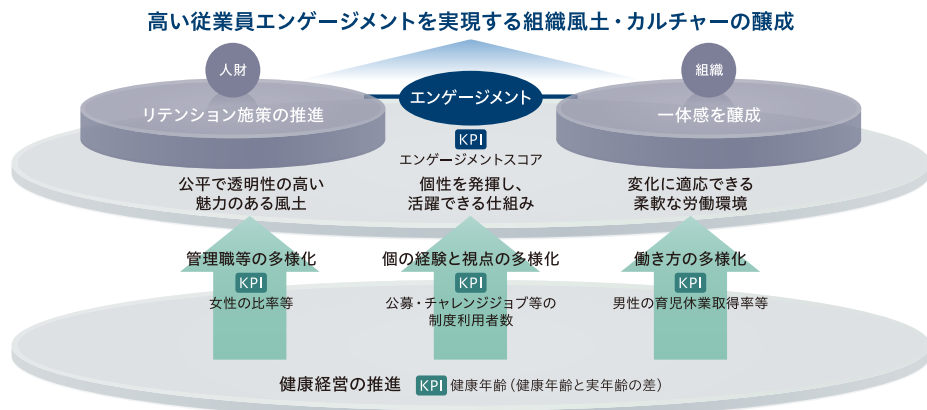 高い従業員エンゲージメントを実現する組織風土・カルチャーの醸成
人財
組織
リテンション施策の推進
エンゲージメント
一体感を醸成
KPI
エンゲージメントスコア
公平で透明性の高い
魅力のある風土
個性を発揮し、
活躍できる仕組み
変化に適応できる
柔軟な労働環境
管理職等の多様化
KPI
女性の比率等
個の経験と視点の多様化
KPI
公募・チャレンジジョブ等の
制度利用者数
働き方の多様化
KPI
男性の育児休業取得率等
健康経営の推進 KPI 健康年齢(健康年齢と実年齢の差)